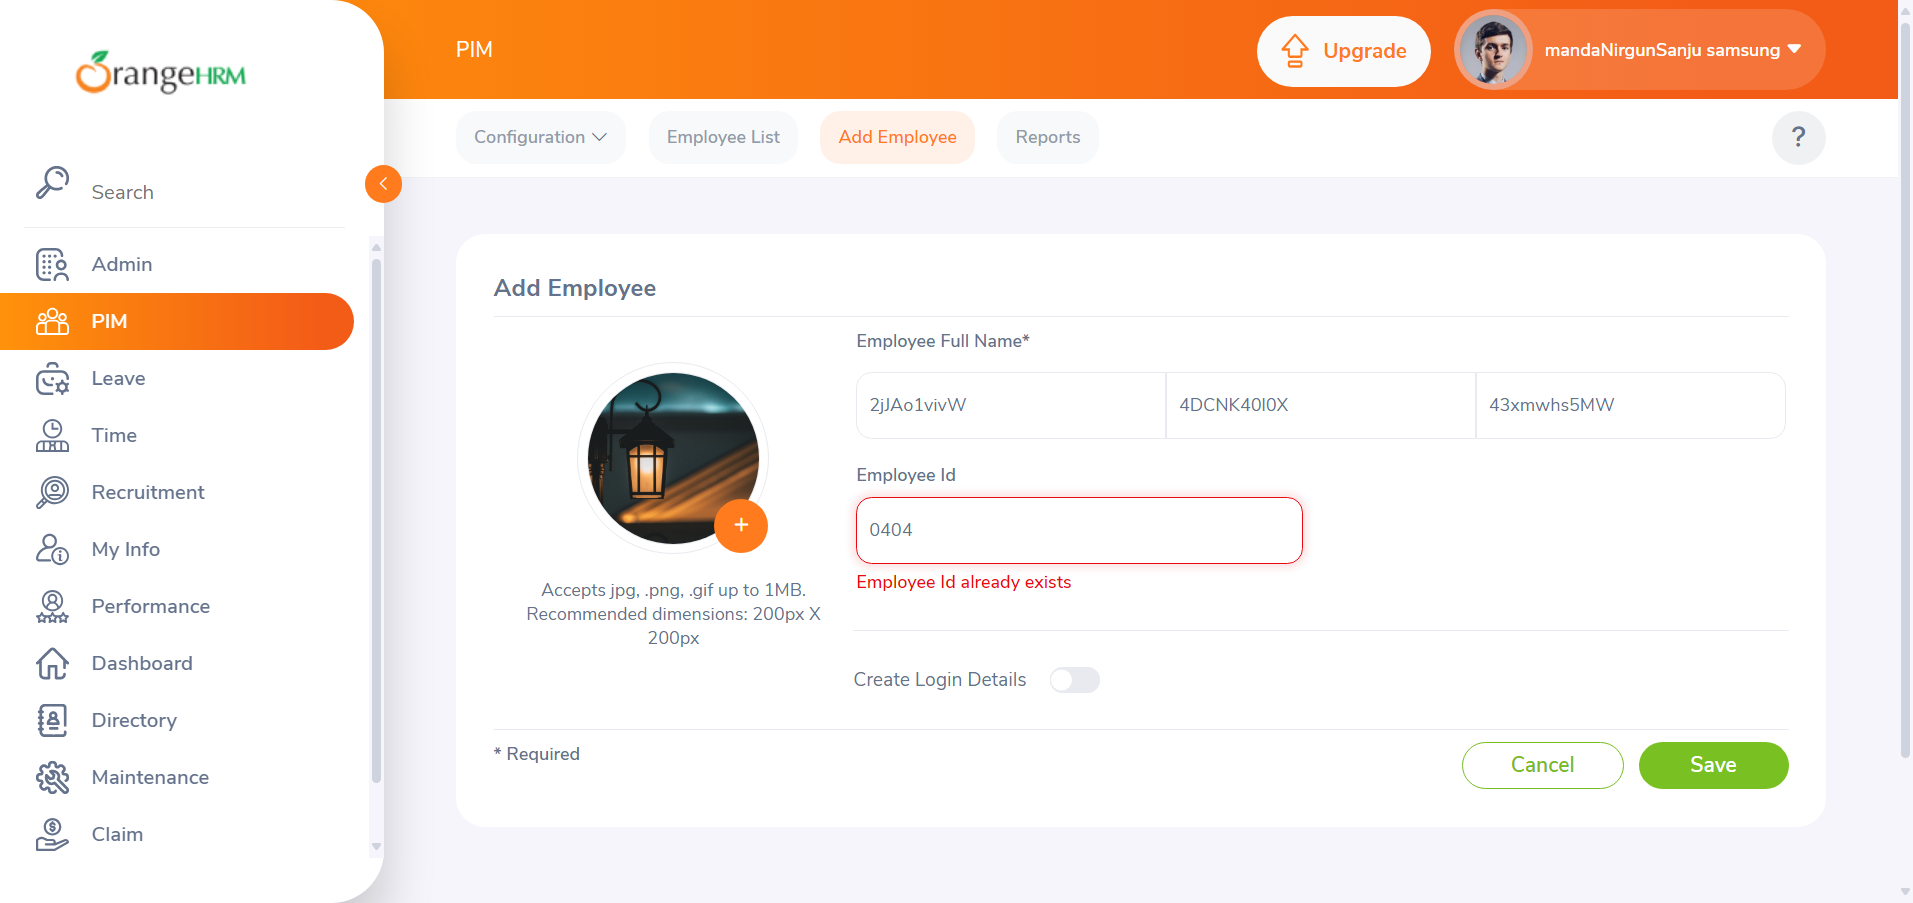 OrangeHRM
Search
Admin
PIM
Leave
Time
Recruitment
My Info
Performance
Dashboard
Directory
Maintenance
Claim
PIM
Upgrade
mandaNirgunSanju samsung
Configuration
Employee List
Add Employee
Reports
?
Add Employee
Accepts jpg, .png, .gif up to 1MB.
Recommended dimensions: 200px X
200px
Employee Full Name*
2jJAo1vivW
4DCNK40I0X
43xmwhs5MW
Employee Id
0404
Employee Id already exists
Create Login Details
* Required
Cancel
Save